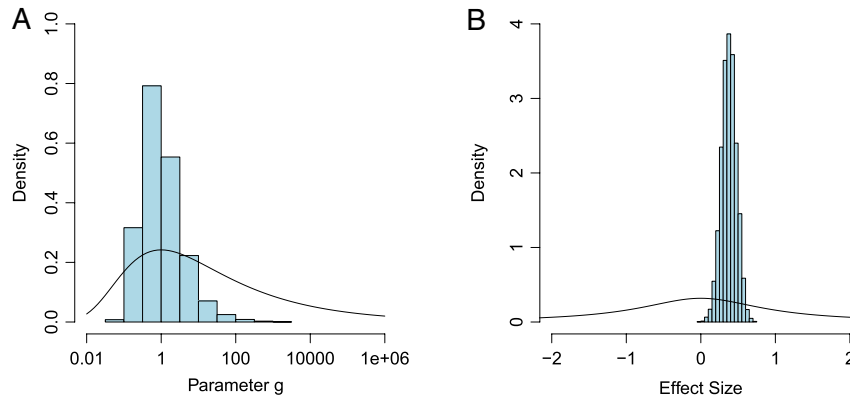 A
Density
0.0 0.2 0.4 0.6 0.8 1.0
0.01 1 100 10000 1e+06
Parameter g
B
Density
0 1 2 3 4
−2 −1 0 1 2
Effect Size